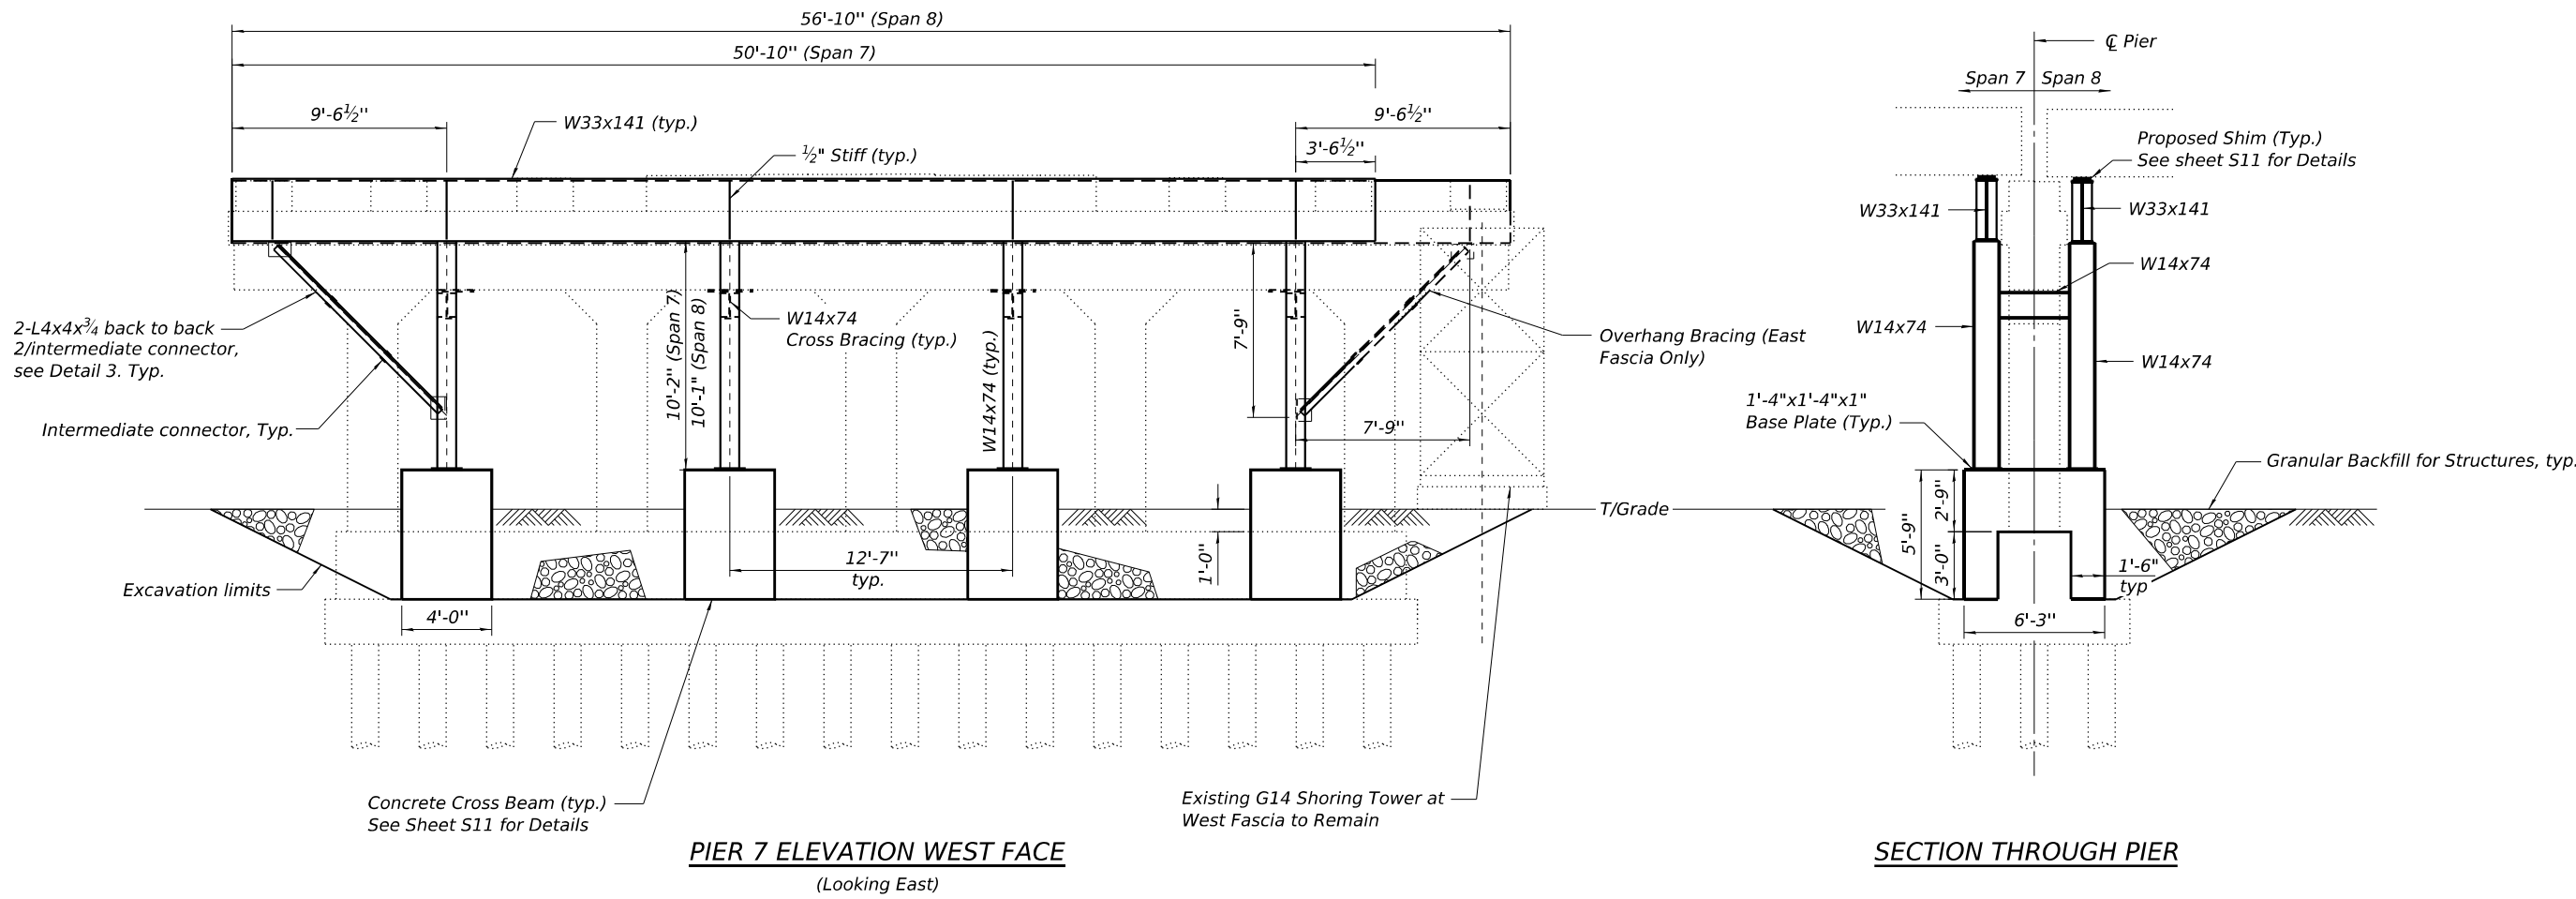 56'-10" (Span 8)
50'-10" (Span 7)
9'-6½"
W33x141 (typ.)
½" Stiff (typ.)
9'-6½"
3'-6½"
2-L4x4x¾ back to back
2/intermediate connector,
see Detail 3. Typ.
Intermediate connector, Typ.
10'-2" (Span 7)
10'-1" (Span 8)
W14x74
Cross Bracing (typ.)
W14x74 (typ.)
7'-9"
7'-9"
Overhang Bracing (East
Fascia Only)
T/Grade
Excavation limits
4'-0"
12'-7"
typ.
1'-0"
Concrete Cross Beam (typ.)
See Sheet S11 for Details
Existing G14 Shoring Tower at
West Fascia to Remain
PIER 7 ELEVATION WEST FACE
(Looking East)
℄ Pier
Span 7
Span 8
Proposed Shim (Typ.)
See sheet S11 for Details
W33x141
W33x141
W14x74
W14x74
W14x74
1'-4"x1'-4"x1"
Base Plate (Typ.)
Granular Backfill for Structures, typ.
5'-9"
2'-9"
3'-0"
1'-6"
typ
6'-3"
SECTION THROUGH PIER